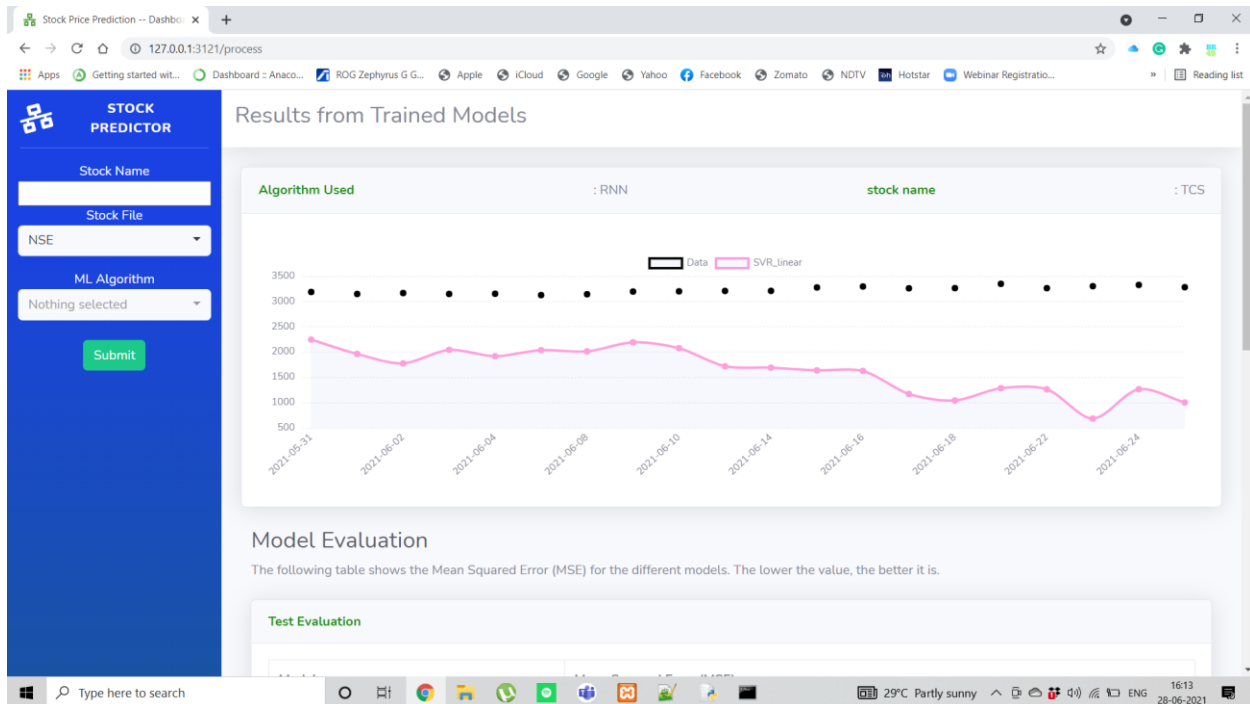 Stock Price Prediction -- Dashbo
127.0.0.1:3121/process
Apps Getting started wit... Dashboard :: Anaco... ROG Zephyrus G G... Apple iCloud Google Yahoo Facebook Zomato NDTV Hotstar Webinar Registratio... » Reading list
STOCK
PREDICTOR
Stock Name
Stock File
NSE
ML Algorithm
Nothing selected
Submit
Results from Trained Models
Algorithm Used : RNN stock name : TCS
Data SVR_linear
3500
3000
2500
2000
1500
1000
500
2021-05-31 2021-06-02 2021-06-04 2021-06-08 2021-06-10 2021-06-14 2021-06-16 2021-06-18 2021-06-22 2021-06-24
Model Evaluation
The following table shows the Mean Squared Error (MSE) for the different models. The lower the value, the better it is.
Test Evaluation
Type here to search
29°C Partly sunny ENG
16:13
28-06-2021